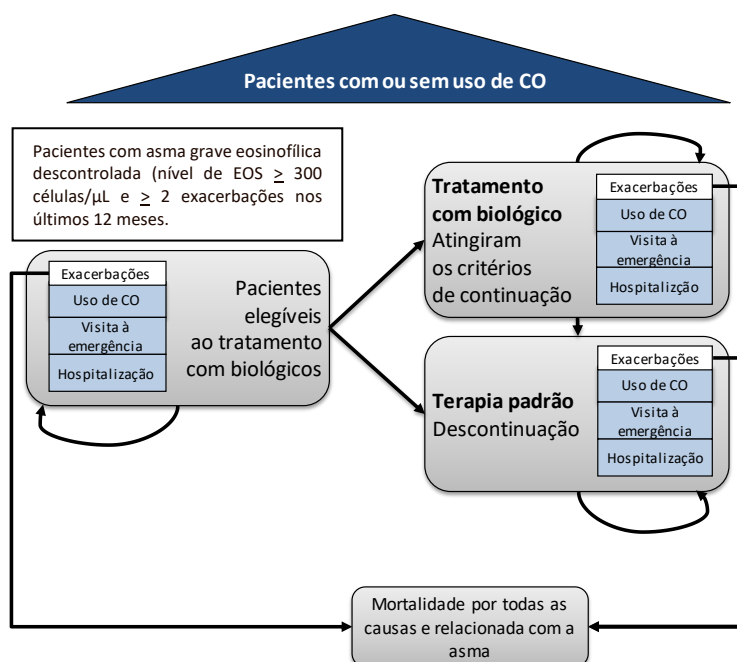 Pacientes com ou sem uso de CO
Pacientes com asma grave eosinofílica
descontrolada (nível de EOS ≥ 300
células/µL e ≥ 2 exacerbações nos
últimos 12 meses.
Exacerbações
Uso de CO
Visita à
emergência
Hospitalização
Pacientes
elegíveis
ao tratamento
com biológicos
Tratamento
com biológico
Atingiram
os critérios
de continuação
Exacerbações
Uso de CO
Visita à
emergência
Hospitalizção
Terapia padrão
Descontinuação
Exacerbações
Uso de CO
Visita à
emergência
Hospitalização
Mortalidade por todas as
causas e relacionada com a
asma